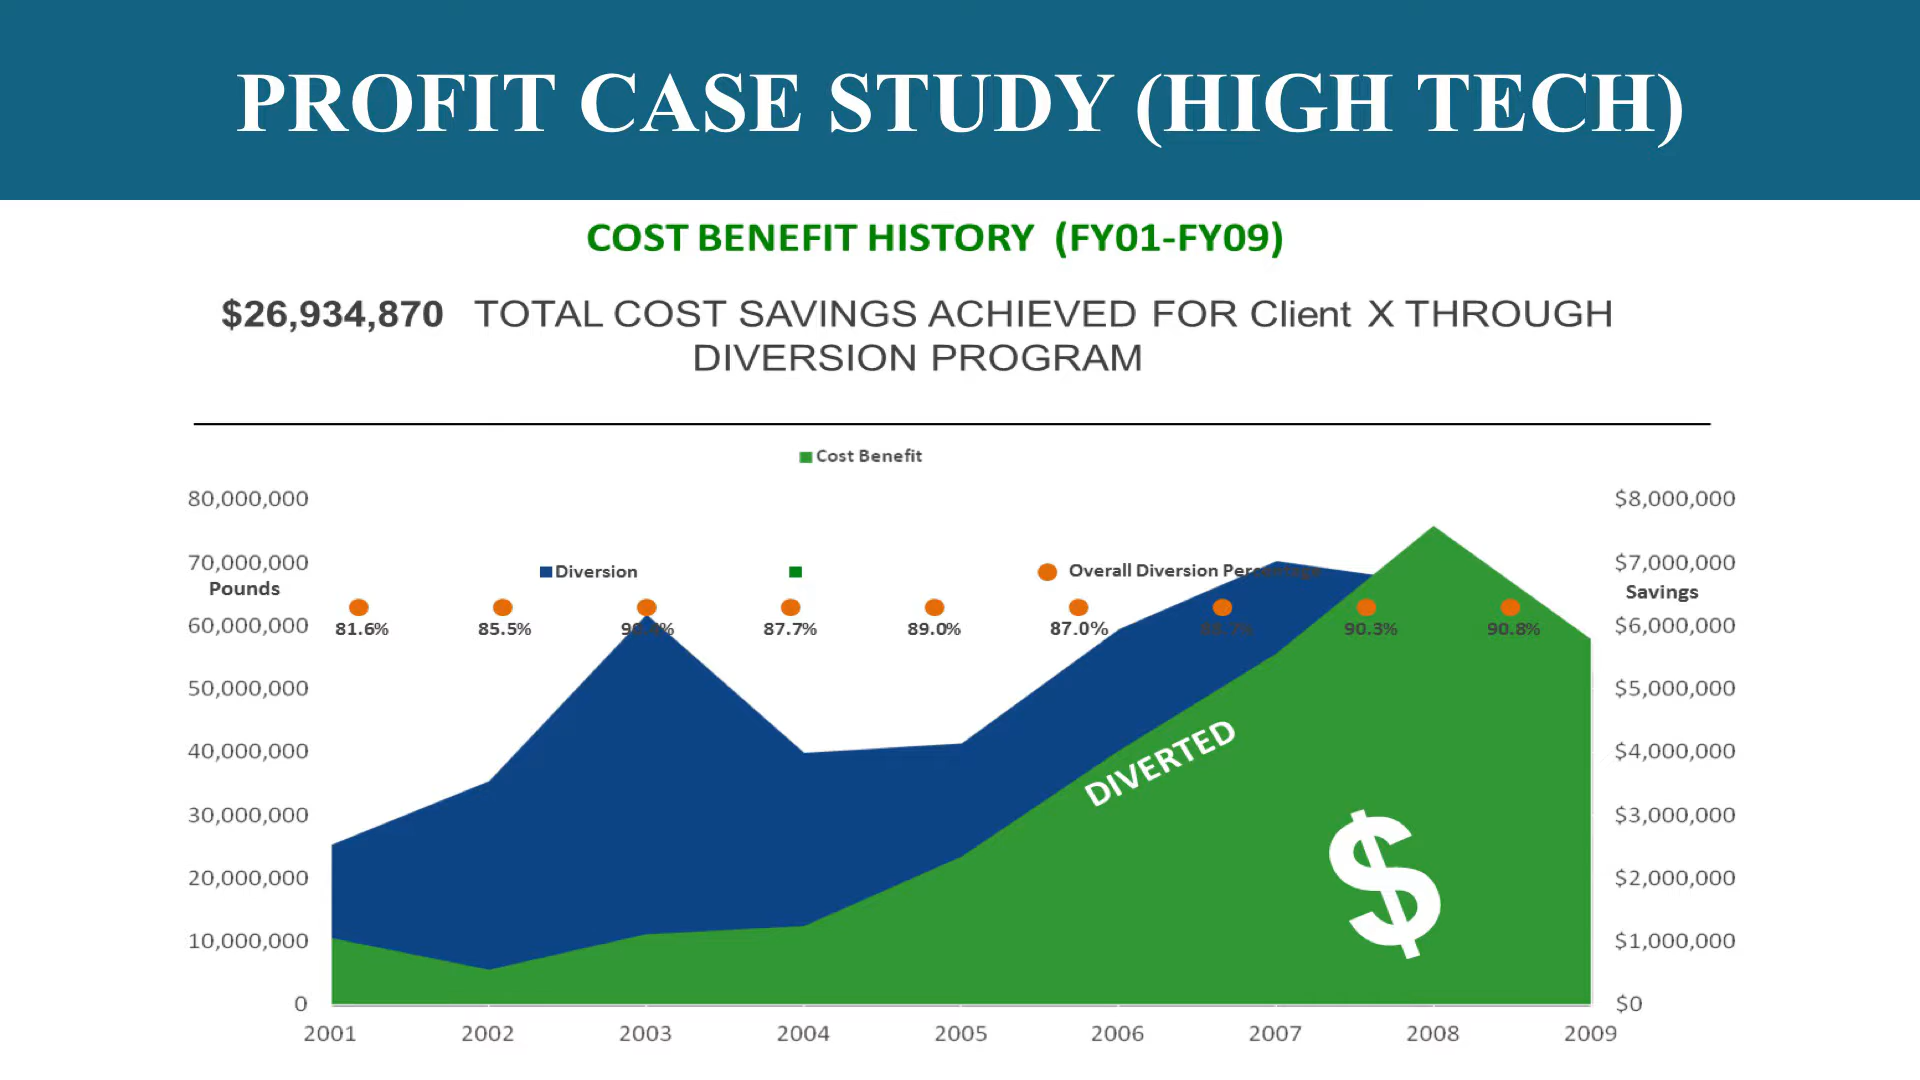 PROFIT CASE STUDY (HIGH TECH)
COST BENEFIT HISTORY (FY01-FY09)
$26,934,870 TOTAL COST SAVINGS ACHIEVED FOR Client X THROUGH
DIVERSION PROGRAM
Cost Benefit
80,000,000 $8,000,000
70,000,000 Diversion Overall Diversion Percentage $7,000,000
Pounds Savings
60,000,000 81.6% 85.5% 87.7% 89.0% 87.0% 90.3% 90.8% $6,000,000
50,000,000 $5,000,000
40,000,000 DIVERTED $4,000,000
30,000,000 $3,000,000
20,000,000 $ $2,000,000
10,000,000 $1,000,000
0 $0
2001 2002 2003 2004 2005 2006 2007 2008 2009